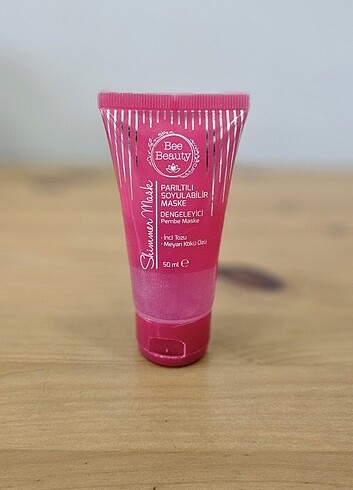 Bee
Beauty
Shimmer Mask
PARILTILI
SOYULABİLİR
MASKE
DENGELEYİCİ
Pembe Maske
• İnci Tozu
• Meyan Kökü Özü
50 ml e